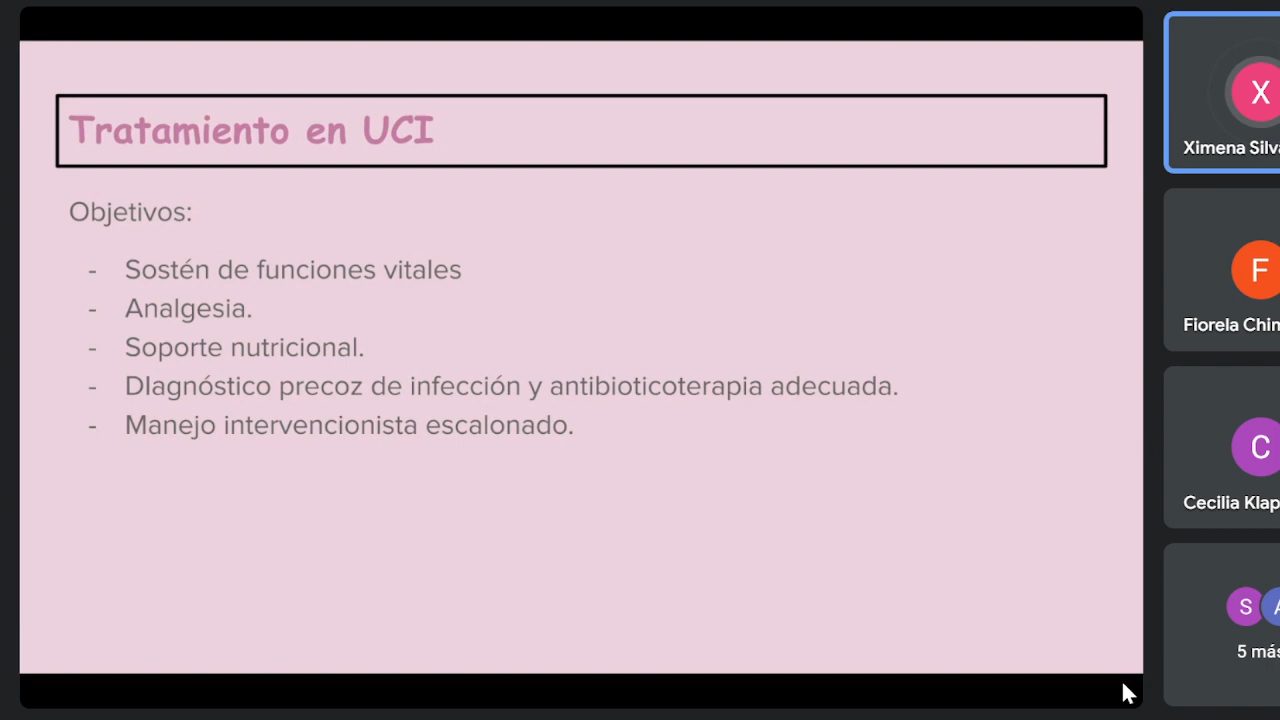 Tratamiento en UCI
Objetivos:
- Sostén de funciones vitales
- Analgesia.
- Soporte nutricional.
- DIagnóstico precoz de infección y antibioticoterapia adecuada.
- Manejo intervencionista escalonado.
X
Ximena Silva
F
Fiorela Chin
C
Cecilia Klap
S A
5 más